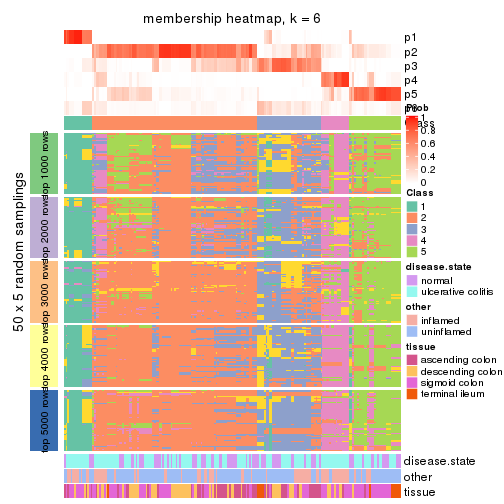 membership heatmap, k = 6
p1
p2
p3
p4
p5
Prob
1
0.8
0.6
0.4
0.2
0
Class
1
2
3
4
5
disease.state
normal
ulcerative colitis
other
inflamed
uninflamed
tissue
ascending colon
descending colon
sigmoid colon
terminal ileum
50 x 5 random samplings
top 1000 rows
top 2000 rows
top 3000 rows
top 4000 rows
top 5000 rows
disease.state
other
tissue